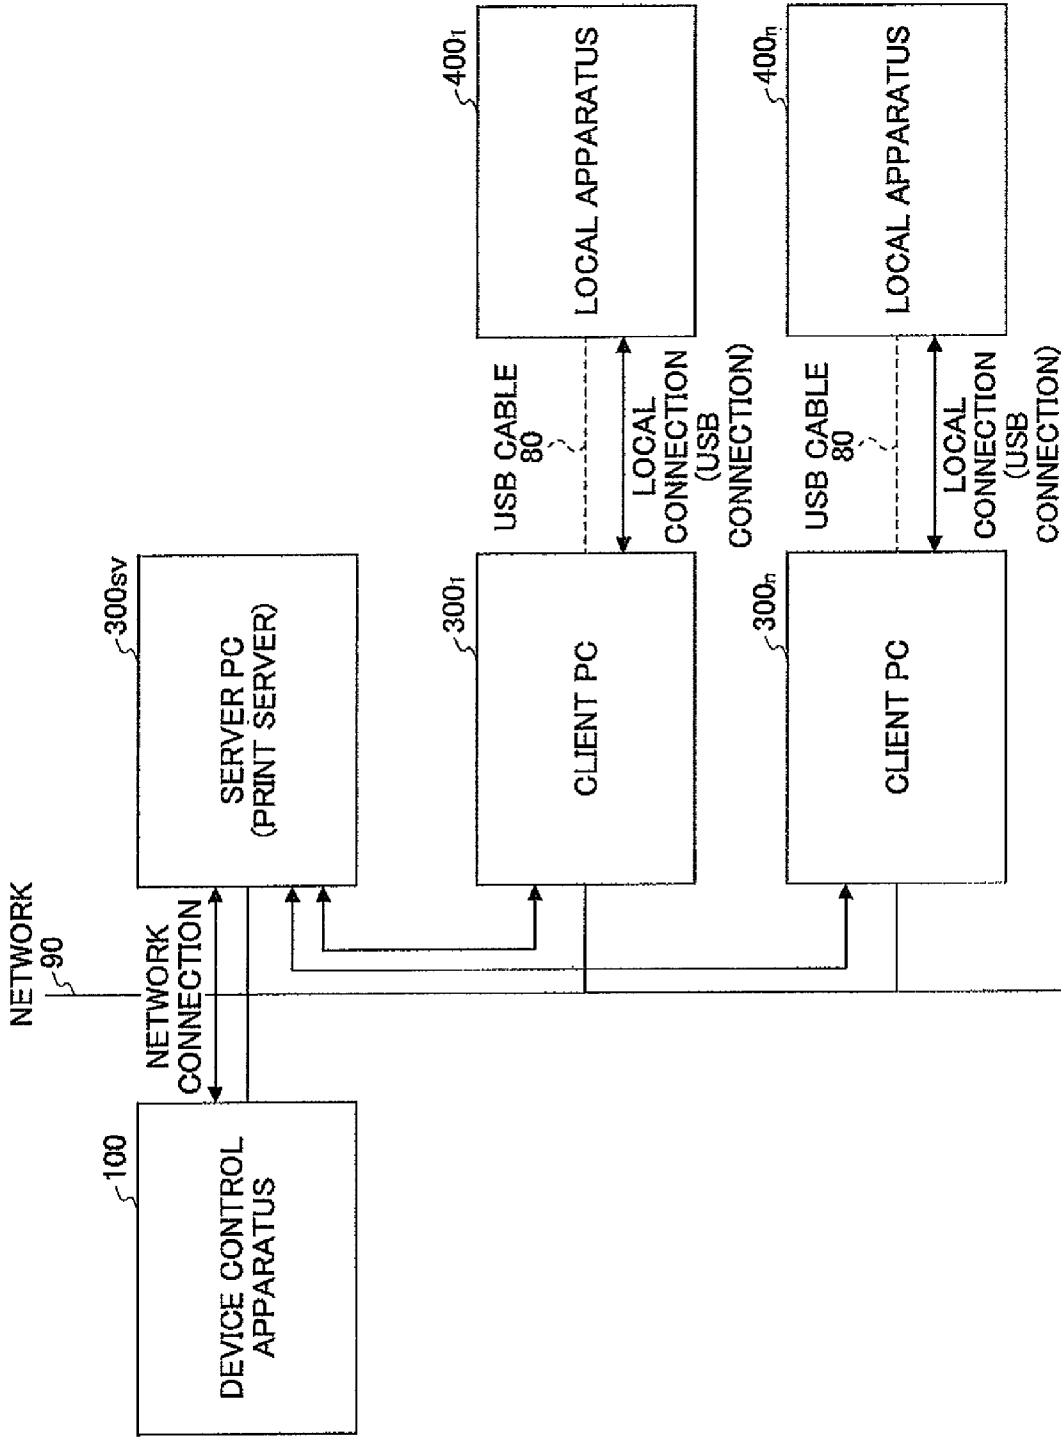 NETWORK
90
NETWORK
CONNECTION
100
DEVICE CONTROL
APPARATUS
300SV
SERVER PC
(PRINT SERVER)
300₁
CLIENT PC
USB CABLE
80
LOCAL
CONNECTION
(USB
CONNECTION)
400₁
LOCAL APPARATUS
300n
CLIENT PC
USB CABLE
80
LOCAL
CONNECTION
(USB
CONNECTION)
400n
LOCAL APPARATUS